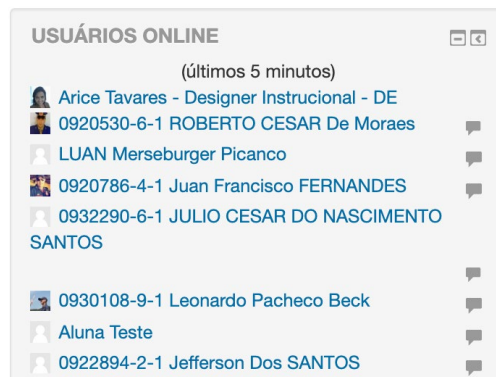 USUÁRIOS ONLINE
(últimos 5 minutos)
Arice Tavares - Designer Instrucional - DE
0920530-6-1 ROBERTO CESAR De Moraes
LUAN Merseburger Picanco
0920786-4-1 Juan Francisco FERNANDES
0932290-6-1 JULIO CESAR DO NASCIMENTO
SANTOS
0930108-9-1 Leonardo Pacheco Beck
Aluna Teste
0922894-2-1 Jefferson Dos SANTOS